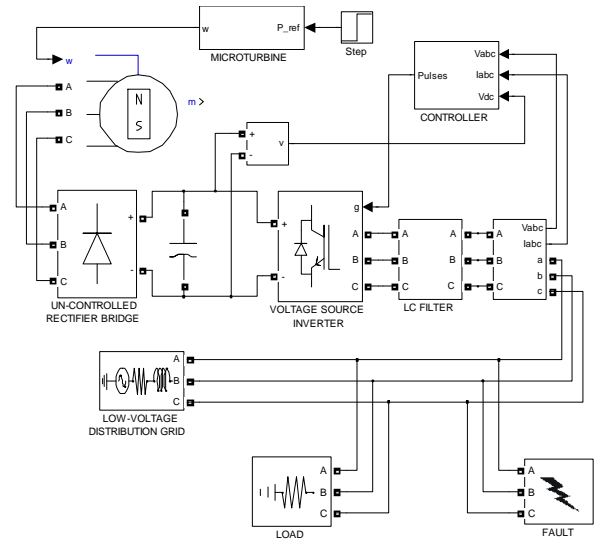 w P_ref
MICROTURBINE
Step
w
N
S
m
A
B
C
Vabc
Pulses Iabc
Vdc
CONTROLLER
+
-
v
A
B
C
+
-
UN-CONTROLLED
RECTIFIER BRIDGE
g
+
-
A
B
C
VOLTAGE SOURCE
INVERTER
A A
B B
C C
LC FILTER
A
B
C
Vabc
Iabc
a
b
c
A
B
C
LOW-VOLTAGE
DISTRIBUTION GRID
A
B
C
LOAD
A
B
C
FAULT